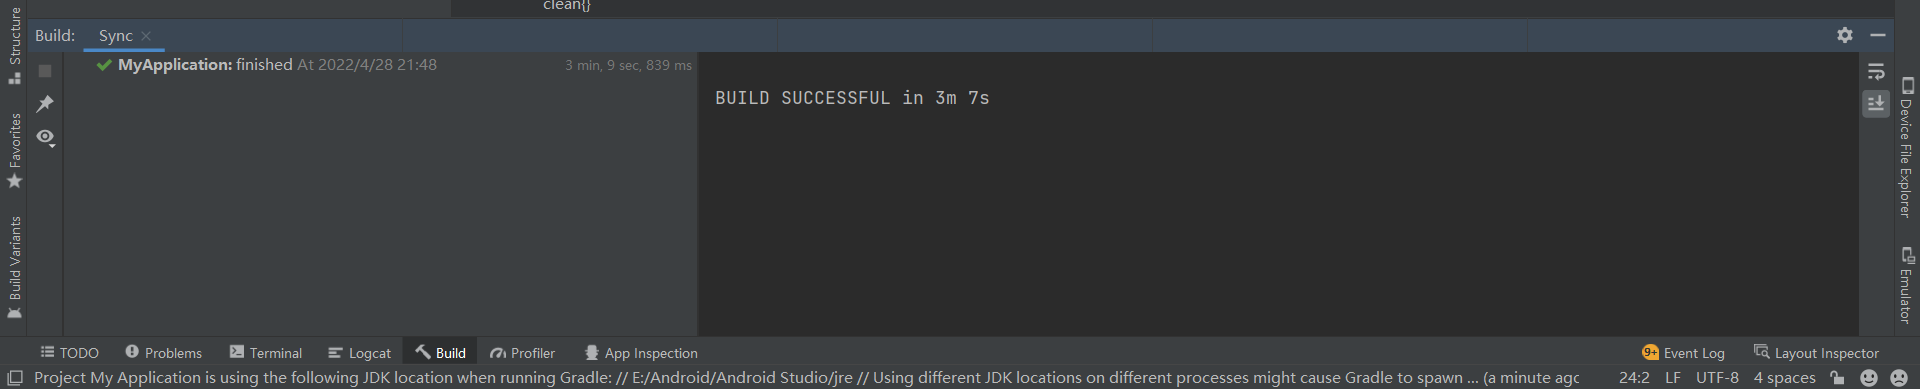 clean{}
Build: Sync
MyApplication: finished At 2022/4/28 21:48 3 min, 9 sec, 839 ms
BUILD SUCCESSFUL in 3m 7s
Structure
Favorites
Build Variants
Device File Explorer
Emulator
TODO Problems Terminal Logcat Build Profiler App Inspection 9+ Event Log Layout Inspector
Project My Application is using the following JDK location when running Gradle: // E:/Android/Android Studio/jre // Using different JDK locations on different processes might cause Gradle to spawn ... (a minute agc 24:2 LF UTF-8 4 spaces